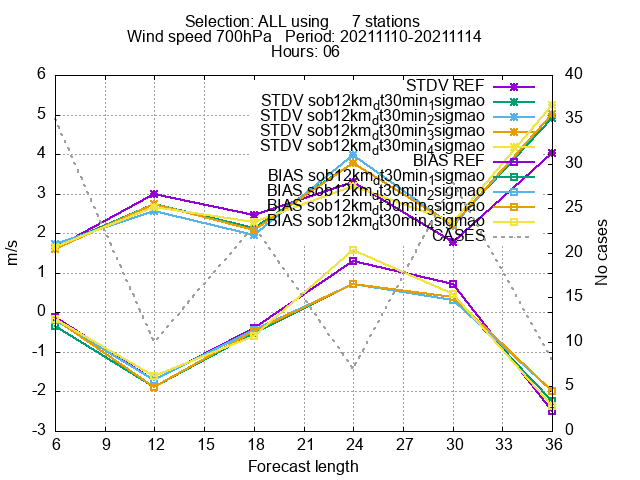 Selection: ALL using     7 stations
Wind speed 700hPa   Period: 20211110-20211114
Hours: 06
6 5 4 3 2 1 0 -1 -2 -3
m/s
STDV REF
STDV sob12km_dt30min_1sigmao
STDV sob12km_dt30min_2sigmao
STDV sob12km_dt30min_3sigmao
STDV sob12km_dt30min_4sigmao
BIAS REF
BIAS sob12km_dt30min_1sigmao
BIAS sob12km_dt30min_2sigmao
BIAS sob12km_dt30min_3sigmao
BIAS sob12km_dt30min_4sigmao
CASES
40 35 30 25 20 15 10 5 0
No cases
6 9 12 15 18 21 24 27 30 33 36
Forecast length